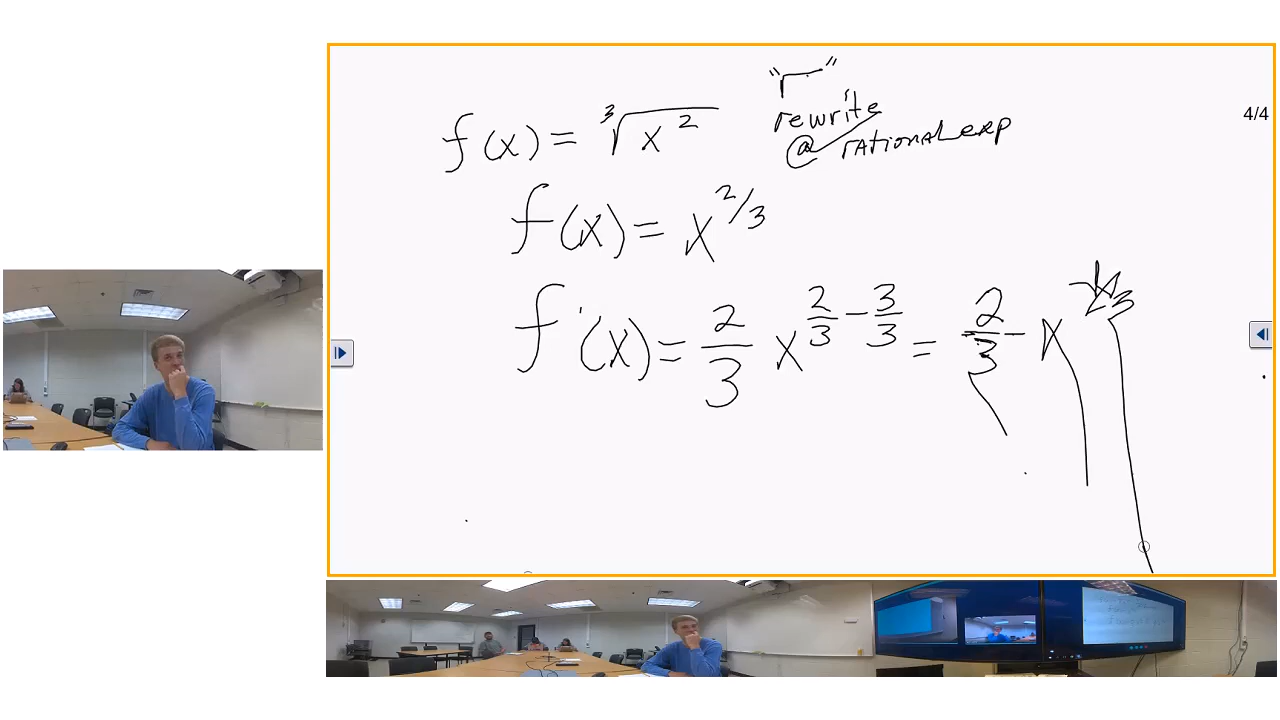 "r"
rewrite
@ rational exp
4/4
f(x) = ∛x²
f(x) = x^{2/3}
f'(x) = 2/3 x^{2/3 - 3/3} = 2/3 x